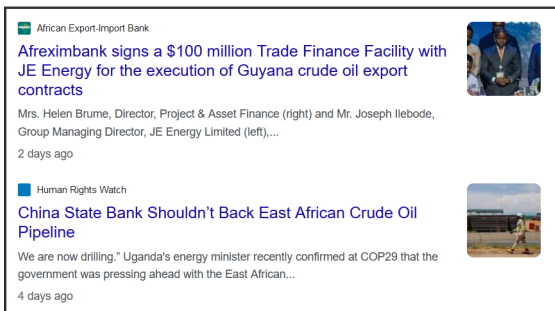 African Export-Import Bank
Afreximbank signs a $100 million Trade Finance Facility with
JE Energy for the execution of Guyana crude oil export
contracts
Mrs. Helen Brume, Director, Project & Asset Finance (right) and Mr. Joseph Ilebode,
Group Managing Director, JE Energy Limited (left),...
2 days ago
Human Rights Watch
China State Bank Shouldn’t Back East African Crude Oil
Pipeline
We are now drilling.” Uganda's energy minister recently confirmed at COP29 that the
government was pressing ahead with the East African...
4 days ago